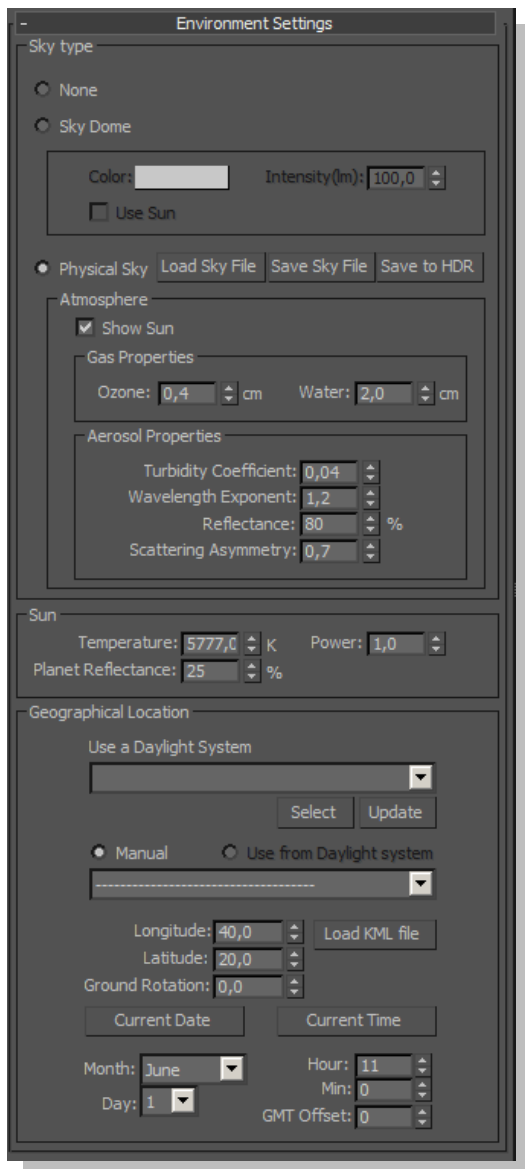 - Environment Settings
Sky type
None
Sky Dome
Color: Intensity(lm): 100,0
Use Sun
Physical Sky Load Sky File Save Sky File Save to HDR
Atmosphere
Show Sun
Gas Properties
Ozone: 0,4 cm Water: 2,0 cm
Aerosol Properties
Turbidity Coefficient: 0,04
Wavelength Exponent: 1,2
Reflectance: 80 %
Scattering Asymmetry: 0,7
Sun
Temperature: 5777,0 K Power: 1,0
Planet Reflectance: 25 %
Geographical Location
Use a Daylight System
Select Update
Manual Use from Daylight system
------------------------------------
Longitude: 40,0 Load KML file
Latitude: 20,0
Ground Rotation: 0,0
Current Date Current Time
Month: June Hour: 11
Day: 1 Min: 0
GMT Offset: 0